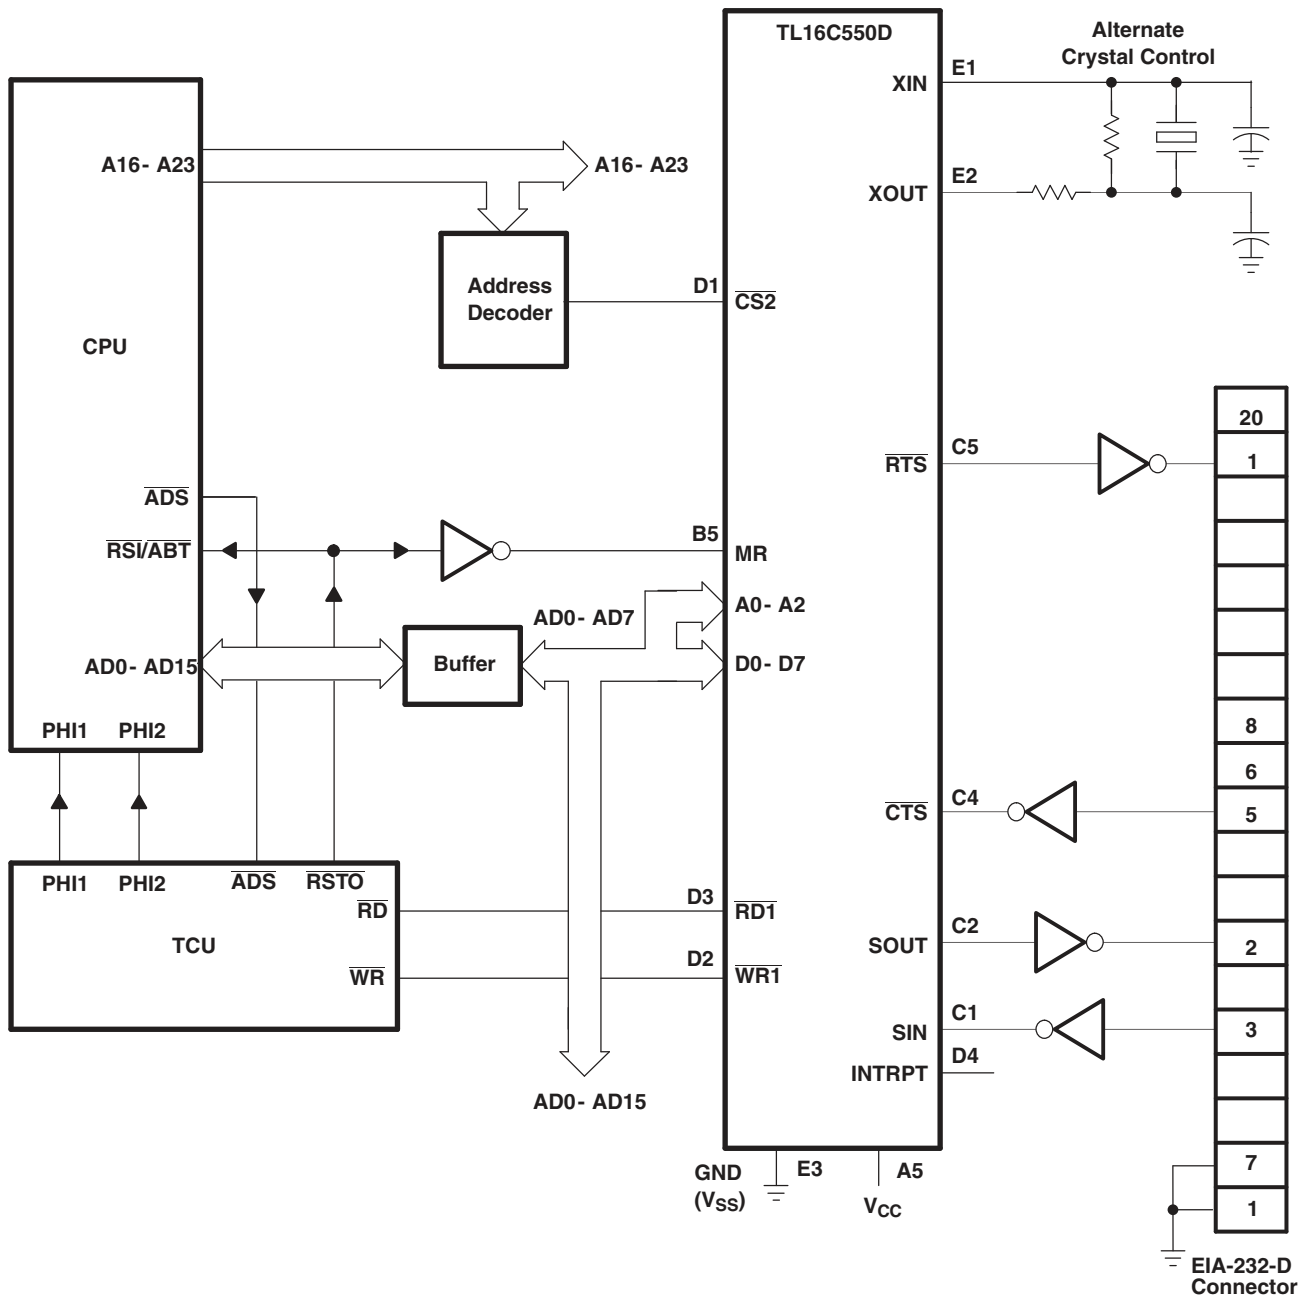 TL16C550D
Alternate
Crystal Control
XIN
E1
A16- A23
A16- A23
XOUT
E2
Address
Decoder
D1
CS2
CPU
20
RTS
C5
1
ADS
RSI/ABT
B5
MR
AD0- AD7
A0- A2
AD0- AD15
Buffer
D0- D7
PHI1
PHI2
8
6
CTS
C4
5
PHI1
PHI2
ADS
RSTO
RD
D3
RD1
TCU
SOUT
C2
2
WR
D2
WR1
SIN
C1
3
INTRPT
D4
AD0- AD15
GND
(VSS)
E3
A5
VCC
7
1
EIA-232-D
Connector